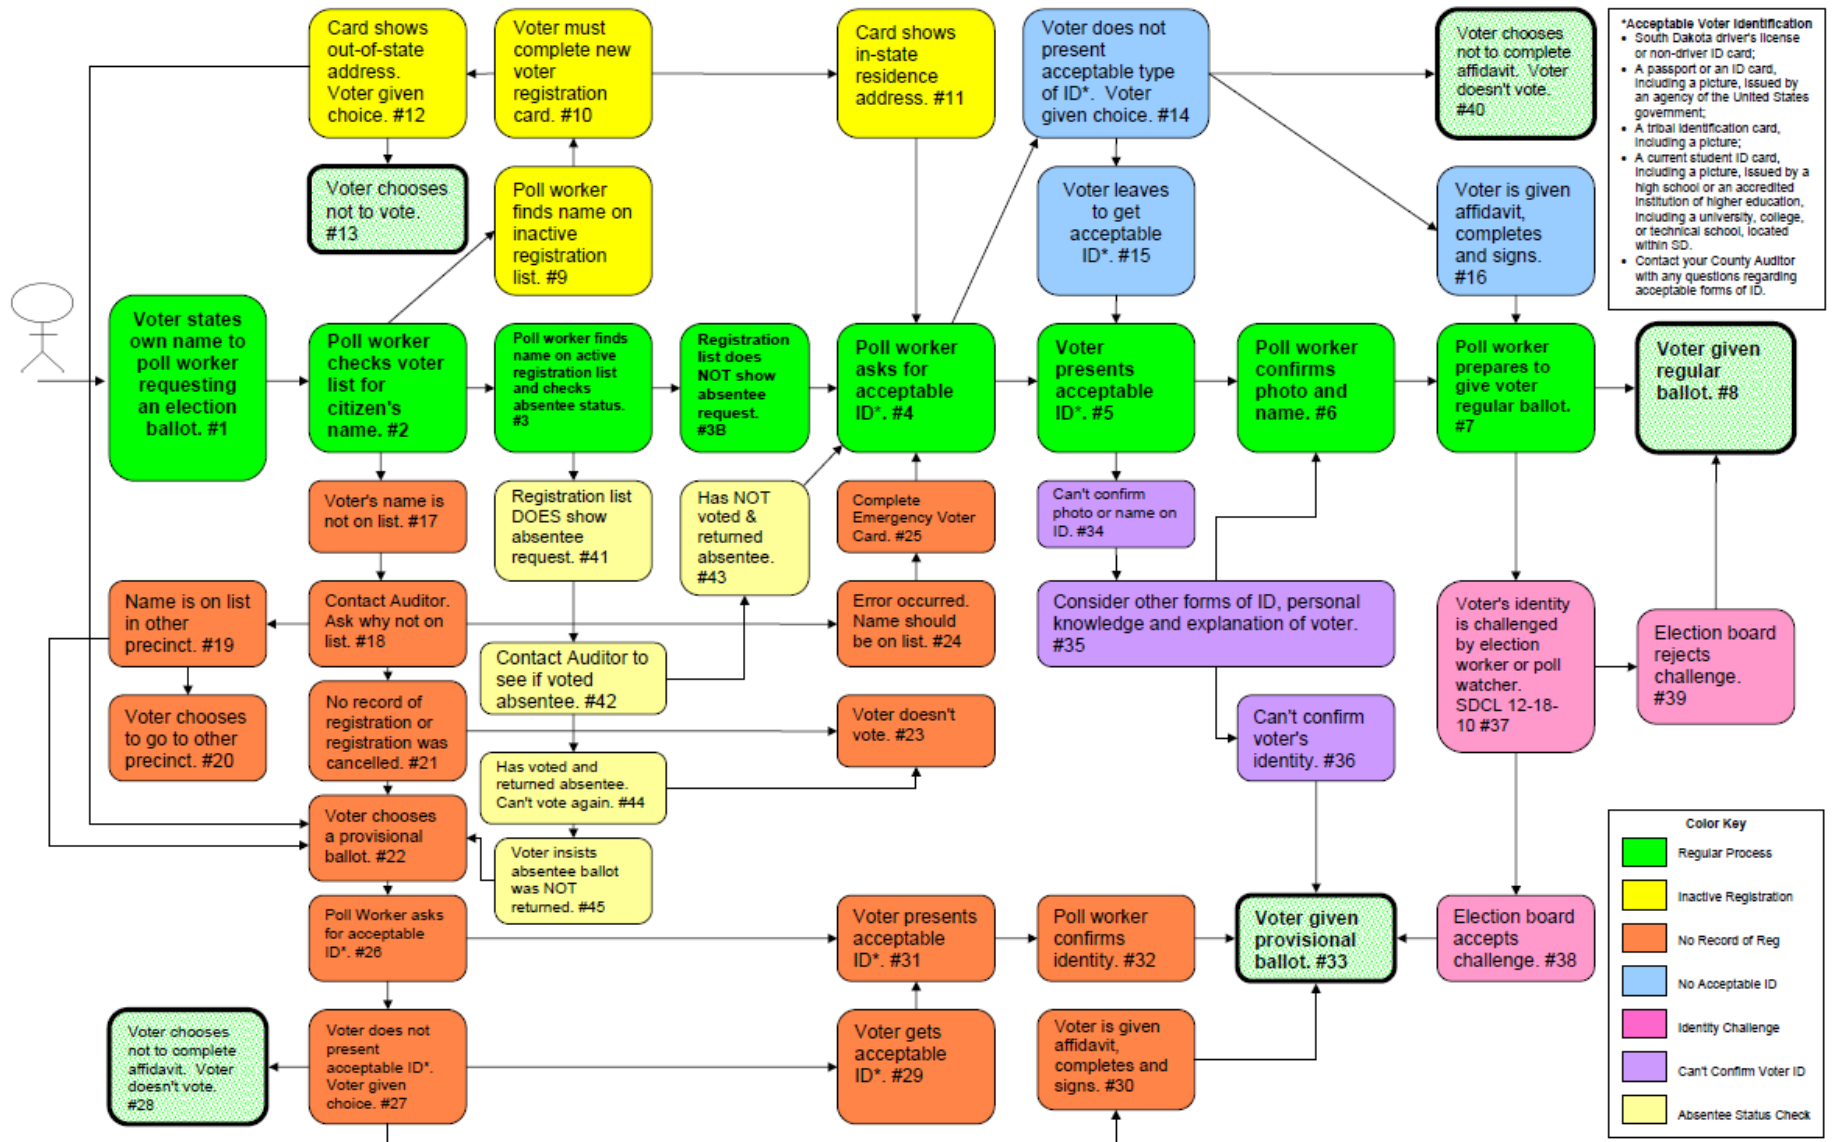 Card shows
out-of-state
address.
Voter given
choice. #12
Voter must
complete new
voter
registration
card. #10
Card shows
in-state
residence
address. #11
Voter does not
present
acceptable type
of ID*. Voter
given choice. #14
Voter chooses
not to complete
affidavit. Voter
doesn't vote.
#40
*Acceptable Voter Identification
• South Dakota driver's license
or non-driver ID card;
• A passport or an ID card,
including a picture, issued by
an agency of the United States
government;
• A tribal identification card,
including a picture;
• A current student ID card,
including a picture, issued by a
high school or an accredited
institution of higher education,
including a university, college,
or technical school, located
within SD.
• Contact your County Auditor
with any questions regarding
acceptable forms of ID.
Voter chooses
not to vote.
#13
Poll worker
finds name on
inactive
registration
list. #9
Voter leaves
to get
acceptable
ID*. #15
Voter is given
affidavit,
completes
and signs.
#16
Voter states
own name to
poll worker
requesting
an election
ballot. #1
Poll worker
checks voter
list for
citizen's
name. #2
Poll worker finds
name on active
registration list
and checks
absentee status.
#3
Registration
list does
NOT show
absentee
request.
#3B
Poll worker
asks for
acceptable
ID*. #4
Voter
presents
acceptable
ID*. #5
Poll worker
confirms
photo and
name. #6
Poll worker
prepares to
give voter
regular ballot.
#7
Voter given
regular
ballot. #8
Voter's name is
not on list. #17
Registration list
DOES show
absentee
request. #41
Has NOT
voted &
returned
absentee.
#43
Complete
Emergency Voter
Card. #25
Can't confirm
photo or name on
ID. #34
Name is on list
in other
precinct. #19
Contact Auditor.
Ask why not on
list. #18
Error occurred.
Name should
be on list. #24
Consider other forms of ID, personal
knowledge and explanation of voter.
#35
Voter's identity
is challenged
by election
worker or poll
watcher.
SDCL 12-18-
10 #37
Election board
rejects
challenge.
#39
Contact Auditor to
see if voted
absentee. #42
Voter chooses
to go to other
precinct. #20
No record of
registration or
registration was
cancelled. #21
Voter doesn't
vote. #23
Can't confirm
voter's
identity. #36
Has voted and
returned absentee.
Can't vote again. #44
Voter chooses
a provisional
ballot. #22
Voter insists
absentee ballot
was NOT
returned. #45
Poll Worker asks
for acceptable
ID*. #26
Voter presents
acceptable
ID*. #31
Poll worker
confirms
identity. #32
Voter given
provisional
ballot. #33
Election board
accepts
challenge. #38
Voter chooses
not to complete
affidavit. Voter
doesn't vote.
#28
Voter does not
present
acceptable ID*.
Voter given
choice. #27
Voter gets
acceptable
ID*. #29
Voter is given
affidavit,
completes and
signs. #30
Color Key
Regular Process
Inactive Registration
No Record of Reg
No Acceptable ID
Identity Challenge
Can't Confirm Voter ID
Absentee Status Check